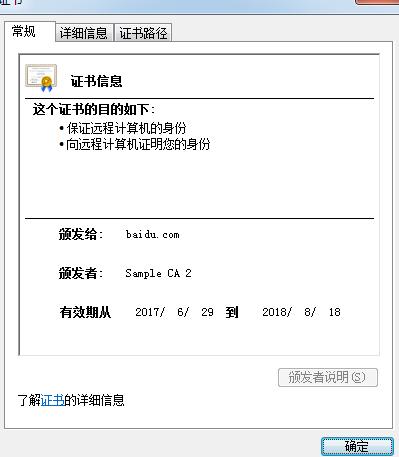 证书
常规 详细信息 证书路径
证书信息
这个证书的目的如下:
• 保证远程计算机的身份
• 向远程计算机证明您的身份
颁发给: baidu.com
颁发者: Sample CA 2
有效期从 2017/ 6/ 29 到 2018/ 8/ 18
颁发者说明(S)
了解证书的详细信息
确定